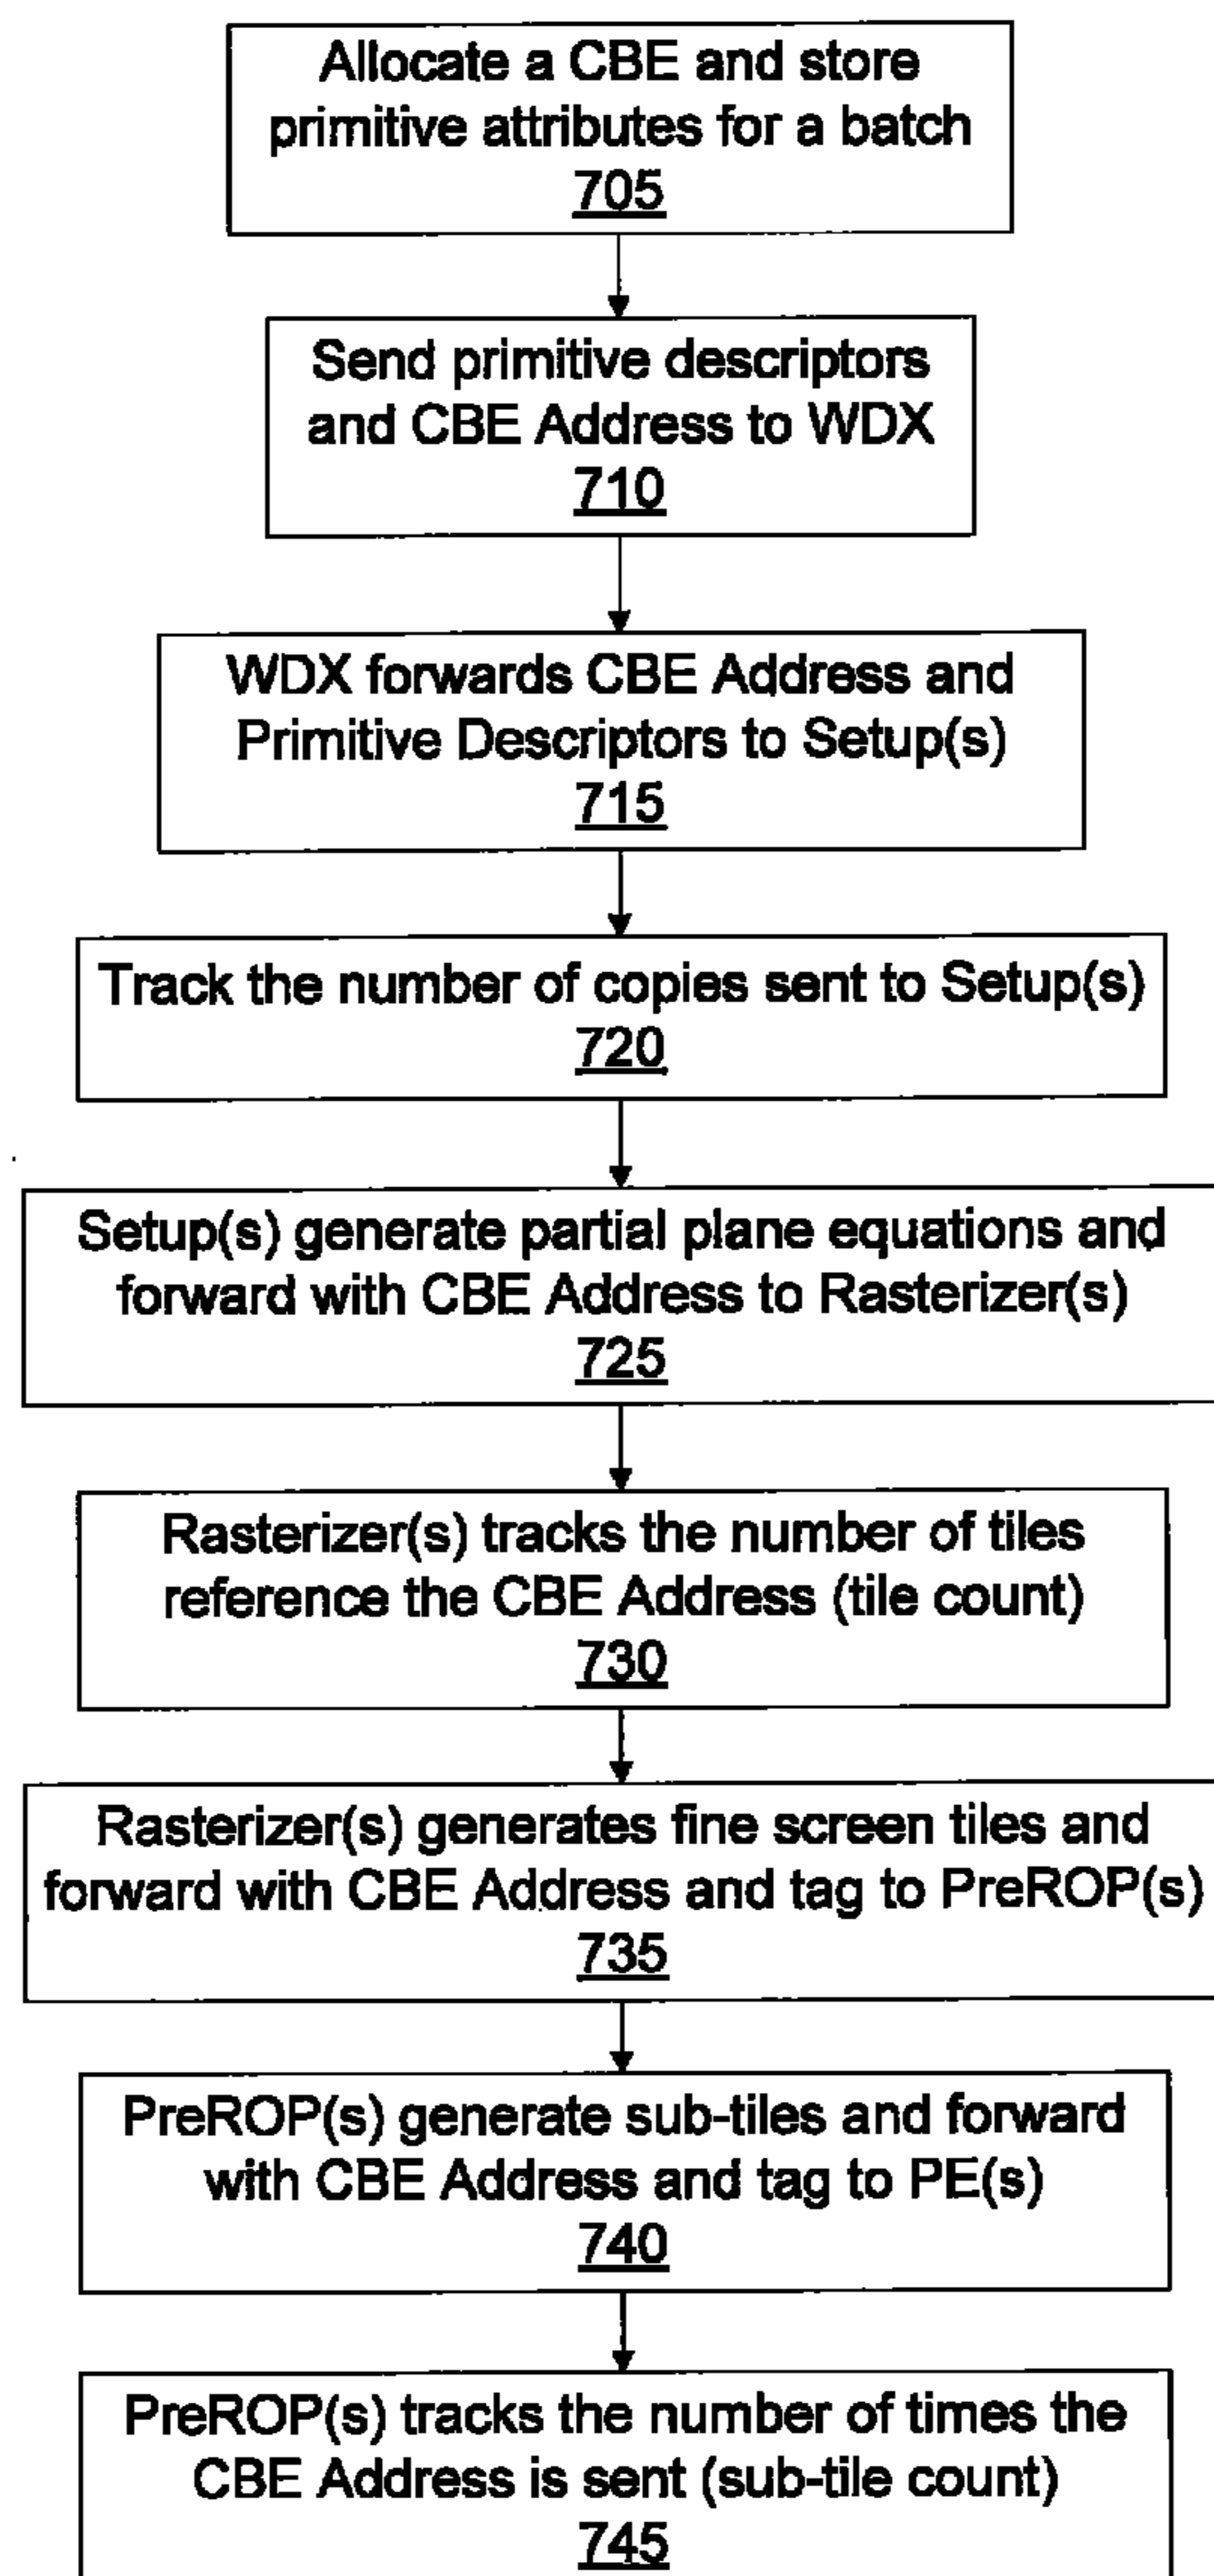 Allocate a CBE and store
primitive attributes for a batch
705
Send primitive descriptors
and CBE Address to WDX
710
WDX forwards CBE Address and
Primitive Descriptors to Setup(s)
715
Track the number of copies sent to Setup(s)
720
Setup(s) generate partial plane equations and
forward with CBE Address to Rasterizer(s)
725
Rasterizer(s) tracks the number of tiles
reference the CBE Address (tile count)
730
Rasterizer(s) generates fine screen tiles and
forward with CBE Address and tag to PreROP(s)
735
PreROP(s) generate sub-tiles and forward
with CBE Address and tag to PE(s)
740
PreROP(s) tracks the number of times the
CBE Address is sent (sub-tile count)
745